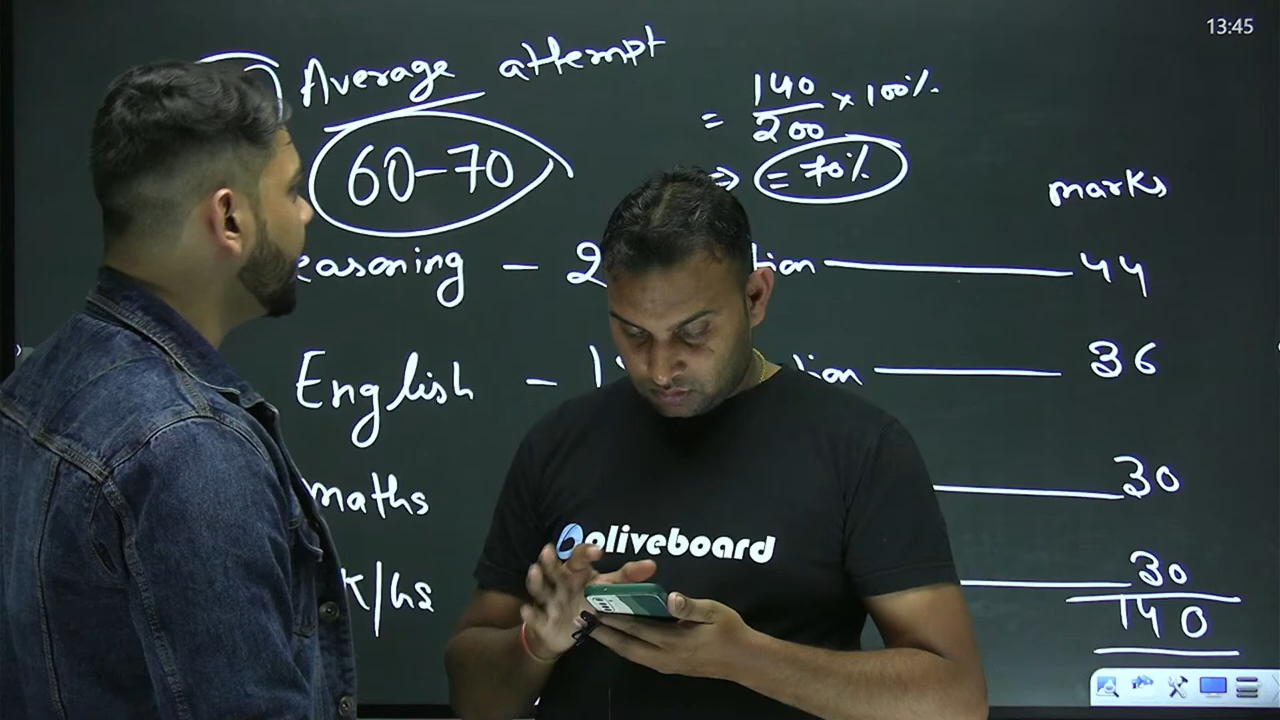 13:45
Average attempt
60-70
= 140/200 × 100%
⇒ = 70%
marks
easoning - 2 tion 44
English - 1 tion 36
maths 30
K/Gs 30
140
oliveboard